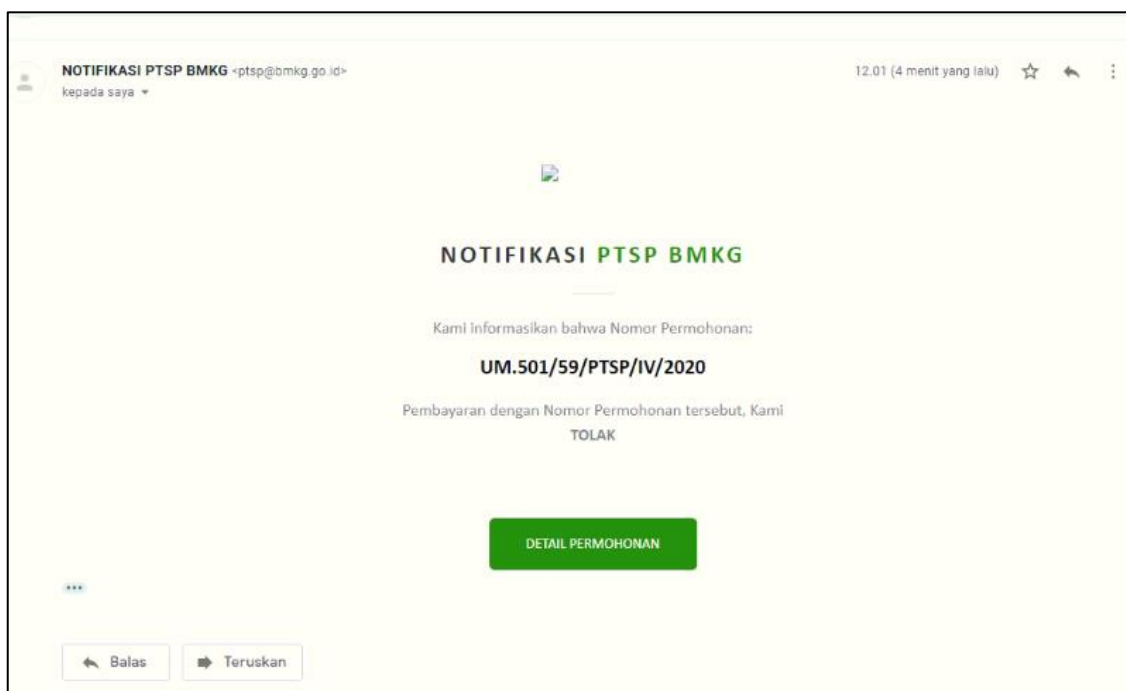 NOTIFIKASI PTSP BMKG <ptsp@bmkg.go.id>
12.01 (4 menit yang lalu)
kepada saya
NOTIFIKASI PTSP BMKG
Kami informasikan bahwa Nomor Permohonan:
UM.501/59/PTSP/IV/2020
Pembayaran dengan Nomor Permohonan tersebut, Kami
TOLAK
DETAIL PERMOHONAN
Balas
Teruskan